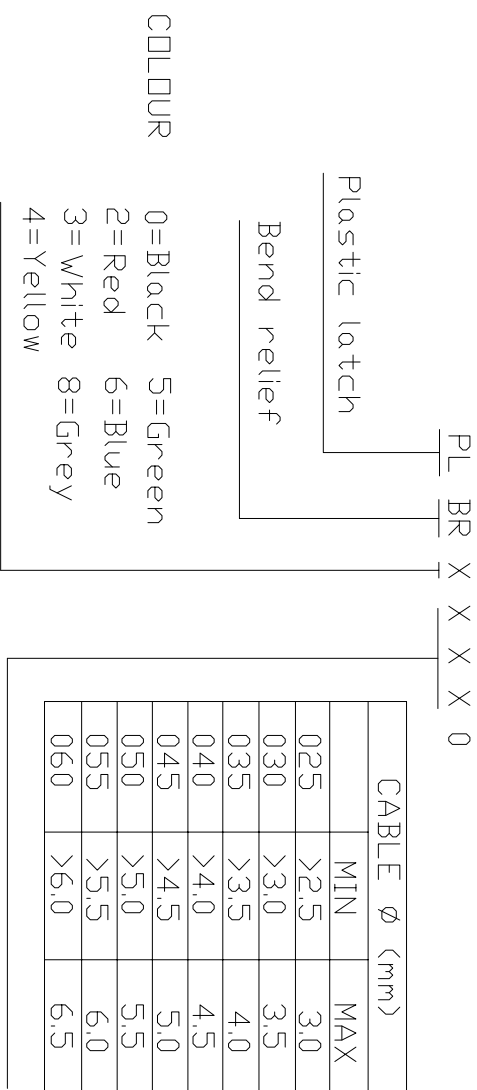 PL BR X X X X 0
Plastic latch
Bend relief
COLOUR
0=Black 5=Green
2=Red 6=Blue
3=White 8=Grey
4=Yellow
CABLE Ø (mm)
MIN MAX
025 >2.5 3.0
030 >3.0 3.5
035 >3.5 4.0
040 >4.0 4.5
045 >4.5 5.0
050 >5.0 5.5
055 >5.5 6.0
060 >6.0 6.5